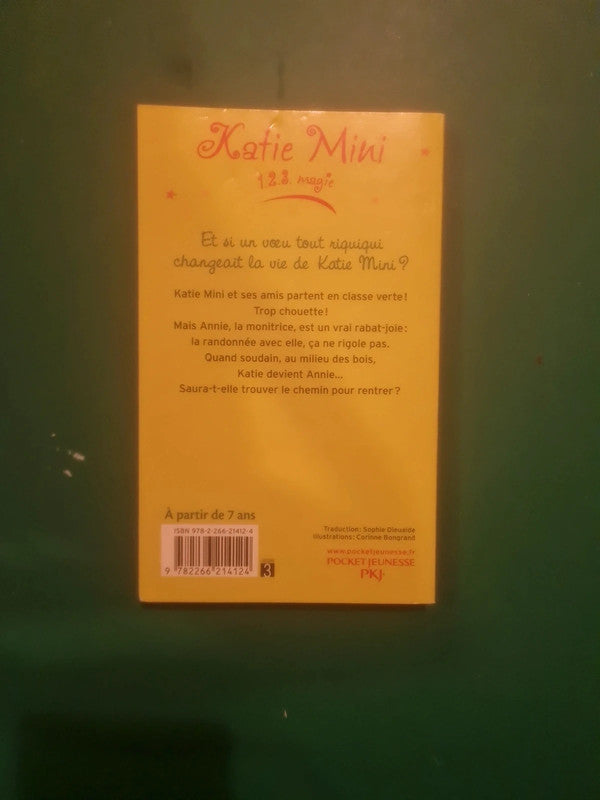 Katie Mini
1.2.3. magie
Et si un vœu tout riquiqui
changeait la vie de Katie Mini ?
Katie Mini et ses amis partent en classe verte !
Trop chouette !
Mais Annie, la monitrice, est un vrai rabat-joie :
la randonnée avec elle, ça ne rigole pas.
Quand soudain, au milieu des bois,
Katie devient Annie...
Saura-t-elle trouver le chemin pour rentrer ?
À partir de 7 ans
ISBN 978-2-266-21412-4
9 782266 214124
3
Traduction : Sophie Dieuaide
Illustrations : Corinne Bongrand
www.pocketjeunesse.fr
POCKET JEUNESSE
PKJ·